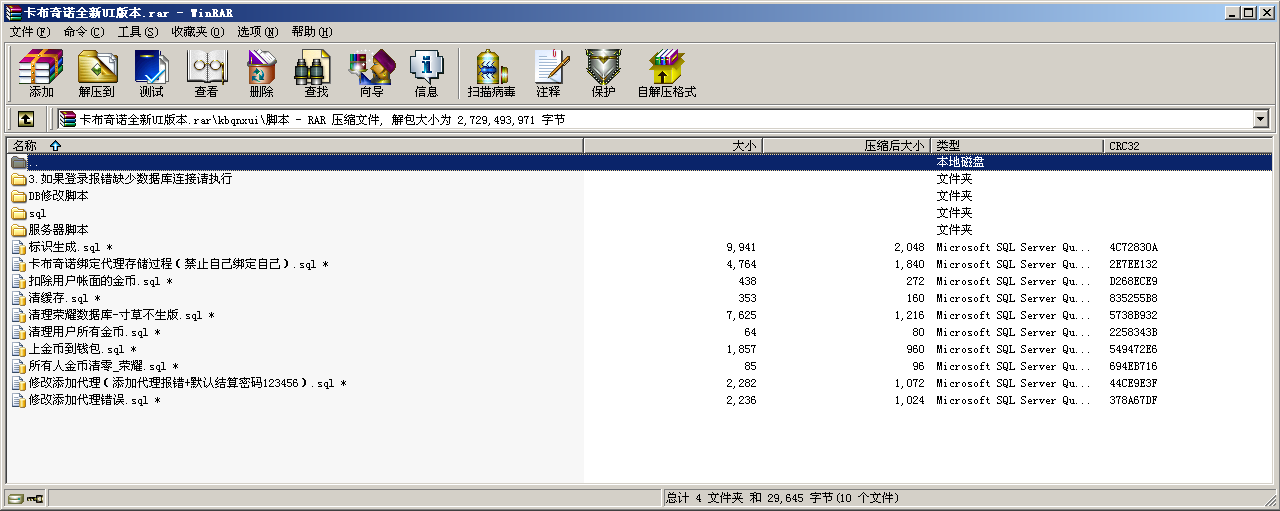 卡布奇诺全新UI版本.rar - WinRAR
文件(F) 命令(C) 工具(S) 收藏夹(O) 选项(N) 帮助(H)
添加 解压到 测试 查看 删除 查找 向导 信息 扫描病毒 注释 保护 自解压格式
卡布奇诺全新UI版本.rar\kbqnxui\脚本 - RAR 压缩文件, 解包大小为 2,729,493,971 字节
名称 大小 压缩后大小 类型 CRC32
.. 本地磁盘
3.如果登录报错缺少数据库连接请执行 文件夹
DB修改脚本 文件夹
sql 文件夹
服务器脚本 文件夹
标识生成.sql * 9,941 2,048 Microsoft SQL Server Qu... 4C72830A
卡布奇诺绑定代理存储过程(禁止自己绑定自己).sql * 4,764 1,840 Microsoft SQL Server Qu... 2E7EE132
扣除用户帐面的金币.sql * 438 272 Microsoft SQL Server Qu... D268ECE9
清缓存.sql * 353 160 Microsoft SQL Server Qu... 835255B8
清理荣耀数据库-寸草不生版.sql * 7,625 1,216 Microsoft SQL Server Qu... 5738B932
清理用户所有金币.sql * 64 80 Microsoft SQL Server Qu... 2258343B
上金币到钱包.sql * 1,857 960 Microsoft SQL Server Qu... 549472E6
所有人金币清零_荣耀.sql * 85 96 Microsoft SQL Server Qu... 694EB716
修改添加代理(添加代理报错+默认结算密码123456).sql * 2,282 1,072 Microsoft SQL Server Qu... 44CE9E3F
修改添加代理错误.sql * 2,236 1,024 Microsoft SQL Server Qu... 378A67DF
总计 4 文件夹 和 29,645 字节(10 个文件)